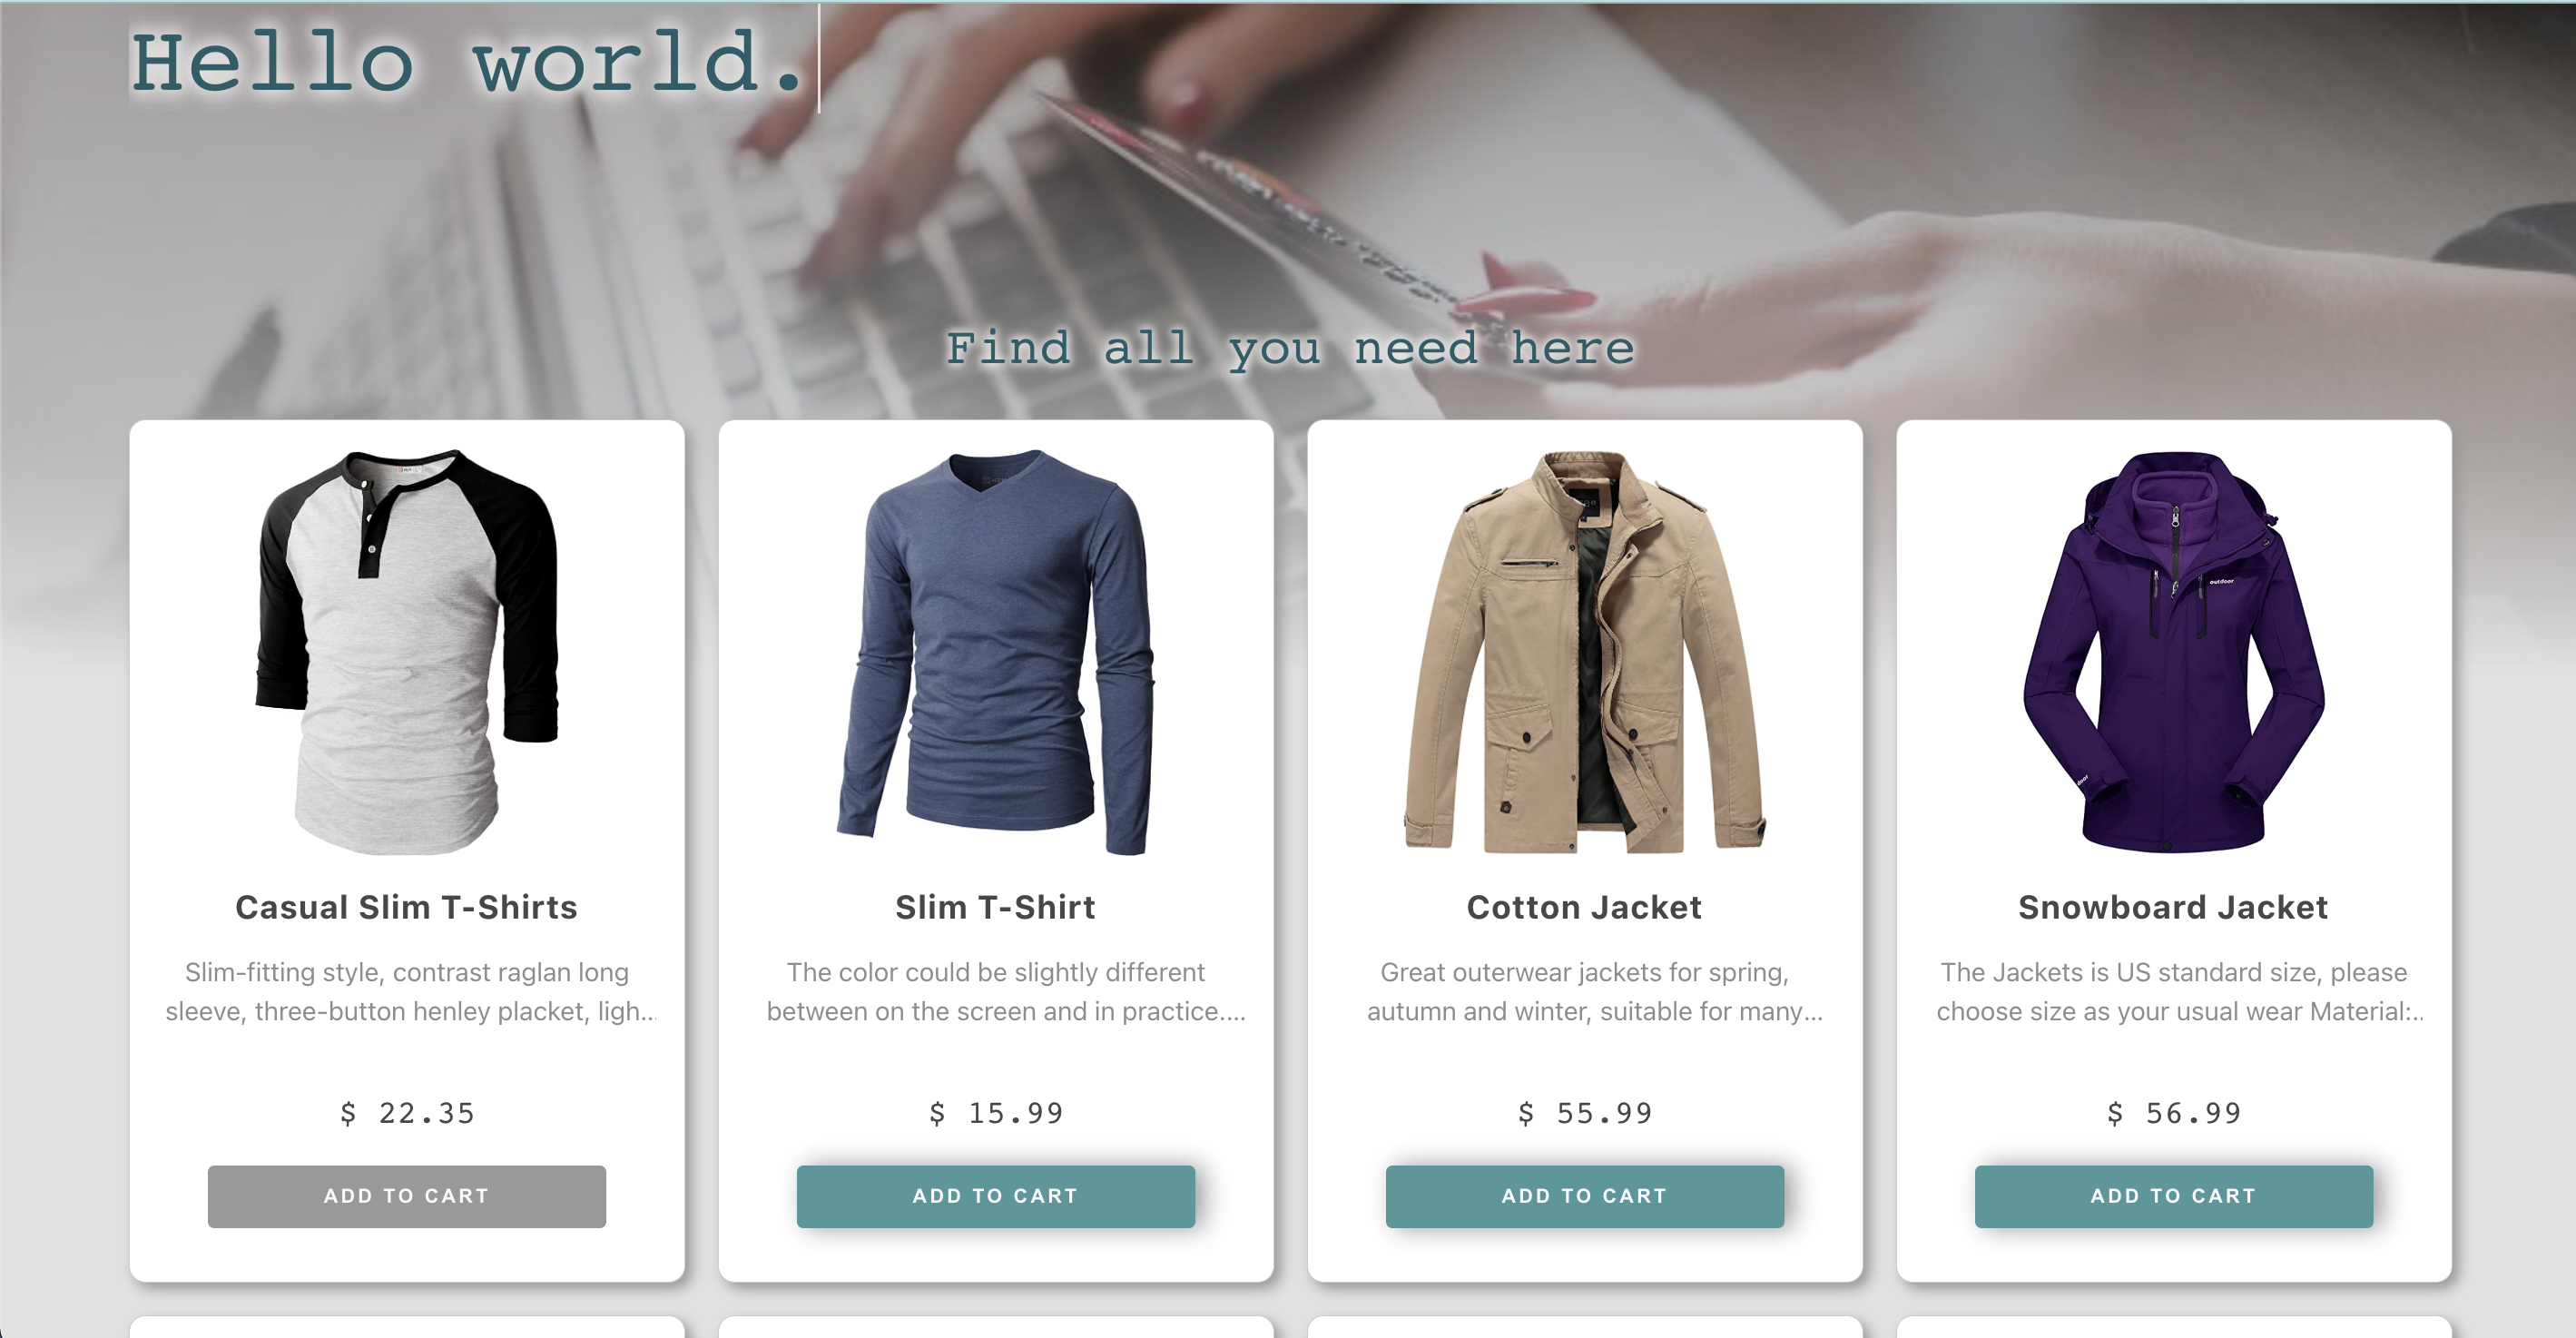 Hello world.
Find all you need here
outdoor
Casual Slim T-Shirts
Slim T-Shirt
Cotton Jacket
Snowboard Jacket
Slim-fitting style, contrast raglan long
sleeve, three-button henley placket, ligh...
The color could be slightly different
between on the screen and in practice....
Great outerwear jackets for spring,
autumn and winter, suitable for many...
The Jackets is US standard size, please
choose size as your usual wear Material:..
$ 22.35
$ 15.99
$ 55.99
$ 56.99
ADD TO CART
ADD TO CART
ADD TO CART
ADD TO CART